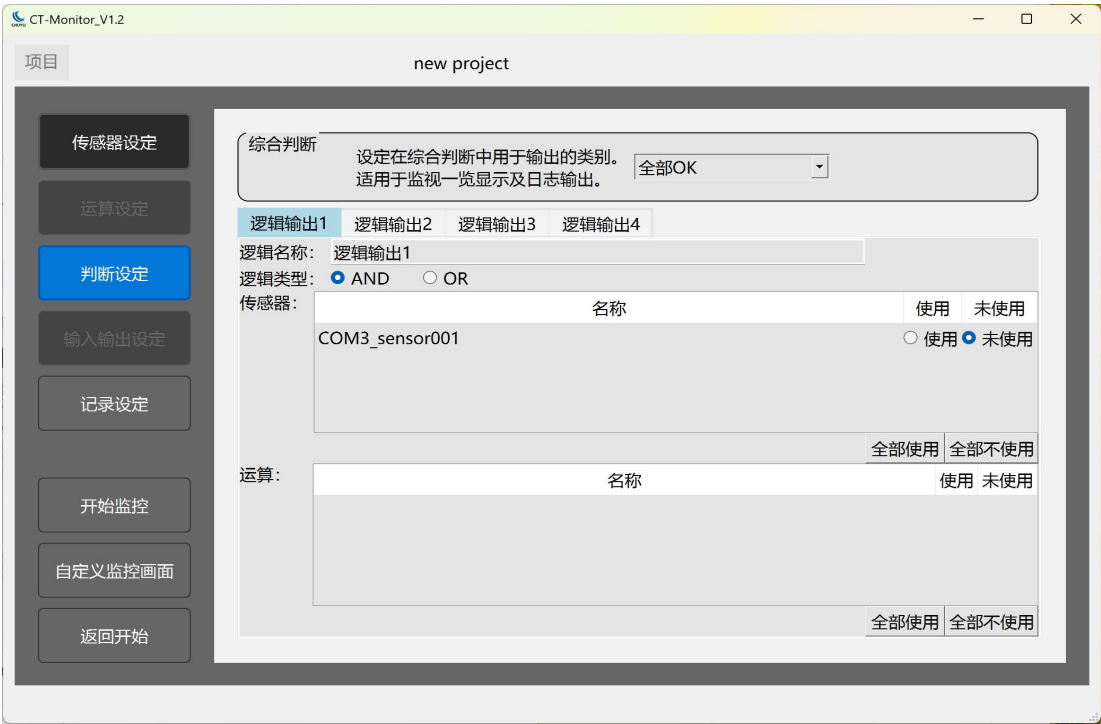 CT-Monitor_V1.2
项目
new project
传感器设定
运算设定
判断设定
输入输出设定
记录设定
开始监控
自定义监控画面
返回开始
综合判断
设定在综合判断中用于输出的类别。
适用于监视一览显示及日志输出。
全部OK
逻辑输出1 逻辑输出2 逻辑输出3 逻辑输出4
逻辑名称： 逻辑输出1
逻辑类型： AND OR
传感器：
名称 使用 未使用
COM3_sensor001 使用 未使用
全部使用 全部不使用
运算：
名称 使用 未使用
全部使用 全部不使用